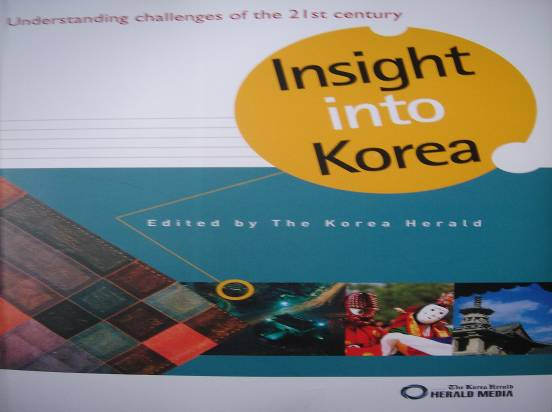 Understanding challenges of the 21st century
Insight
into
Korea
Edited by The Korea Herald
The Korea Herald
HERALD MEDIA